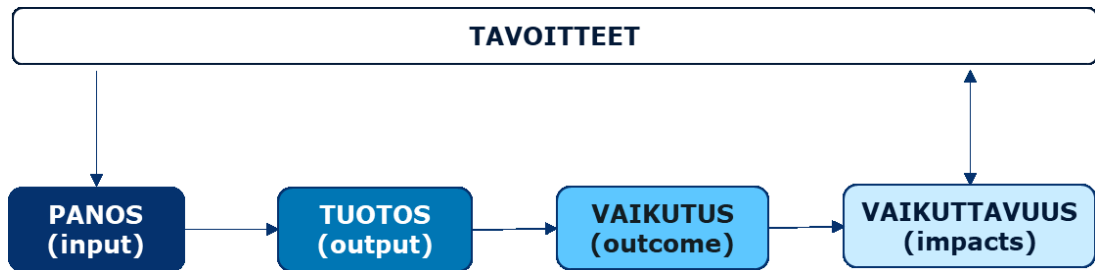 TAVOITTEET
PANOS
(input)
TUOTOS
(output)
VAIKUTUS
(outcome)
VAIKUTTAVUUS
(impacts)